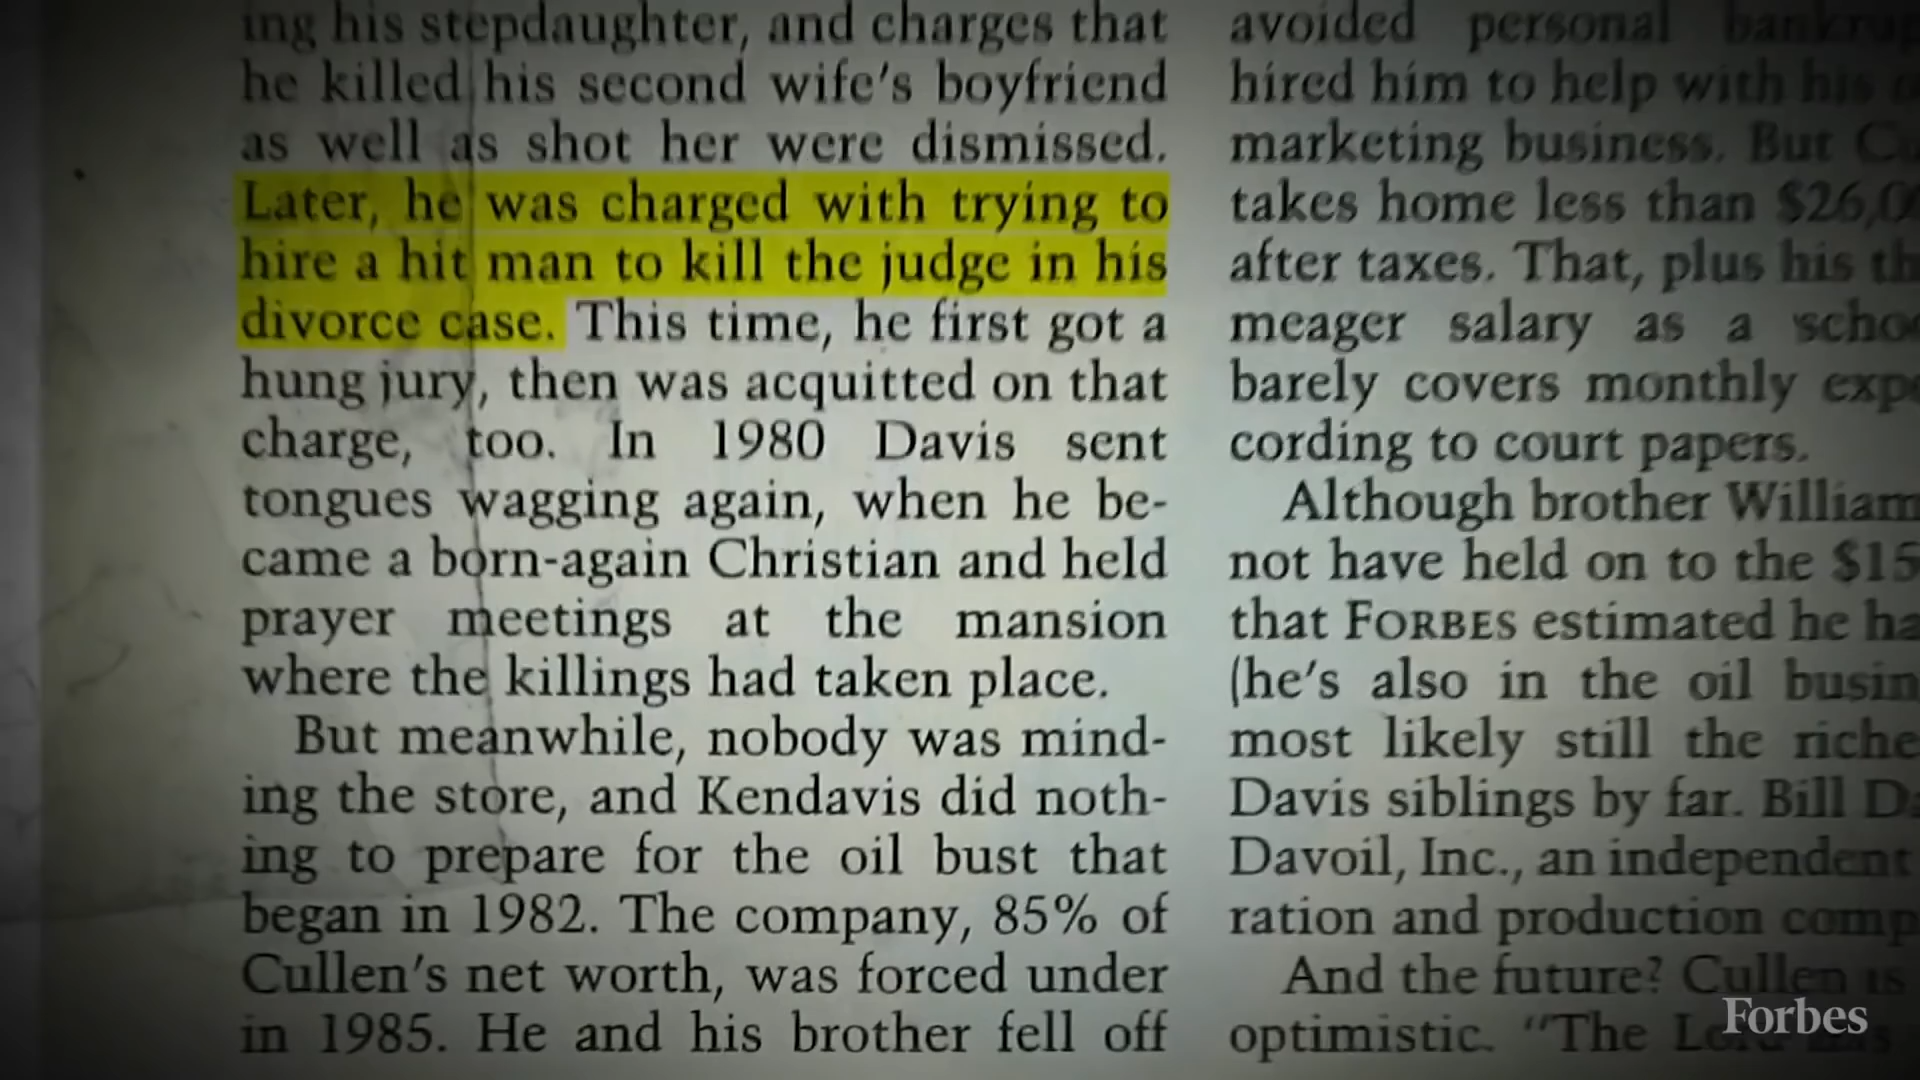 ing his stepdaughter, and charges that
he killed his second wife's boyfriend
as well as shot her were dismissed.
Later, he was charged with trying to
hire a hit man to kill the judge in his
divorce case. This time, he first got a
hung jury, then was acquitted on that
charge, too. In 1980 Davis sent
tongues wagging again, when he be-
came a born-again Christian and held
prayer meetings at the mansion
where the killings had taken place.
But meanwhile, nobody was mind-
ing the store, and Kendavis did noth-
ing to prepare for the oil bust that
began in 1982. The company, 85% of
Cullen's net worth, was forced under
in 1985. He and his brother fell off
avoided personal
hired him to help with his
marketing business. But
takes home less than
after taxes. That, plus his
meager salary as a
barely covers monthly
cording to court papers.
Although brother William
not have held on to the
that FORBES estimated he
(he's also in the oil
most likely still the
Davis siblings by far. Bill
Davoil, Inc., an independent
ration and production
And the future? Cullen is
optimistic. "The
Forbes